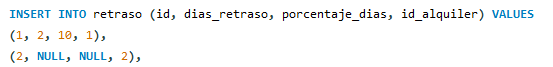 INSERT INTO retraso (id, dias_retraso, porcentaje_dias, id_alquiler) VALUES
(1, 2, 10, 1),
(2, NULL, NULL, 2),